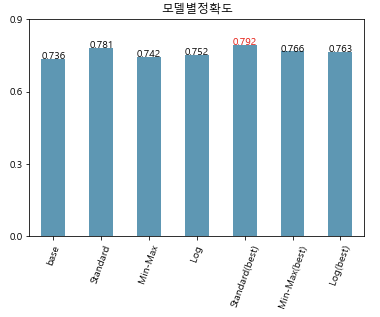 모델별정확도
0.9
0.6
0.3
0.0
0.736
0.781
0.742
0.752
0.792
0.766
0.763
base
Standard
Min-Max
Log
Standard(best)
Min-Max(best)
Log(best)